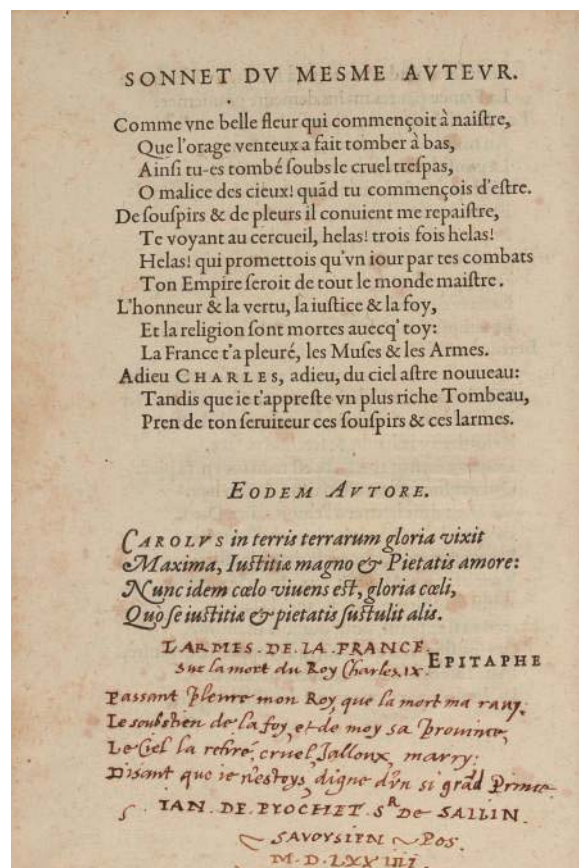 SONNET DV MESME AVTEVR.
Comme vne belle fleur qui commençoit à naiſtre,
Que l'orage venteux a fait tomber à bas,
Ainſi tu-es tombé ſoubs le cruel treſpas,
O malice des cieux! quãd tu commençois d'eſtre.
De ſouſpirs & de pleurs il conuient me repaiſtre,
Te voyant au cercueil, helas! trois fois helas!
Helas! qui promettois qu'vn iour par tes combats
Ton Empire ſeroit de tout le monde maiſtre.
L'honneur & la vertu, la iuſtice & la foy,
Et la religion ſont mortes auecq' toy:
La France t'a pleuré, les Muſes & les Armes.
Adieu CHARLES, adieu, du ciel aſtre nouueau:
Tandis que ie t'appreſte vn plus riche Tombeau,
Pren de ton ſeruiteur ces ſouſpirs & ces larmes.
EODEM AVTORE.
CAROLVS in terris terrarum gloria vixit
Maxima, Iuſtitiæ magno & Pietatis amore:
Nunc idem cœlo viuens eſt, gloria cœli,
Quo ſe iuſtitiæ & pietatis ſuſtulit alis.
LARMES. DE. LA. FRANCE.
Sur la mort du Roy Charles. IX.
EPITAPHE
Passant pleure mon Roy, que la mort ma rauy.
Le soubstien de la foy, et de moy sa prouince,
Le Ciel la retiré, cruel, Jalloux, marry:
Disant que ie n'estoys, digne d'vn si grãd Prince.
IAN. DE. PIOCHET. Sr DE SALLIN.
SAVOYSIEN Pos.
M. D. LXXIIII.